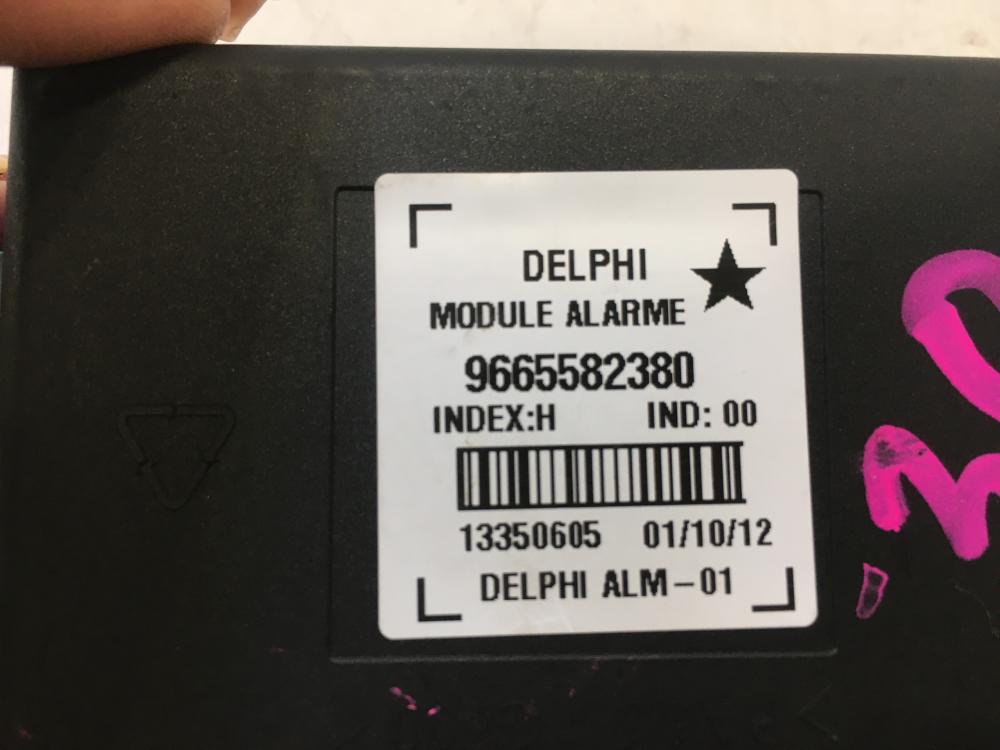 DELPHI
MODULE ALARME
9665582380
INDEX:H IND: 00
13350605 01/10/12
DELPHI ALM-01